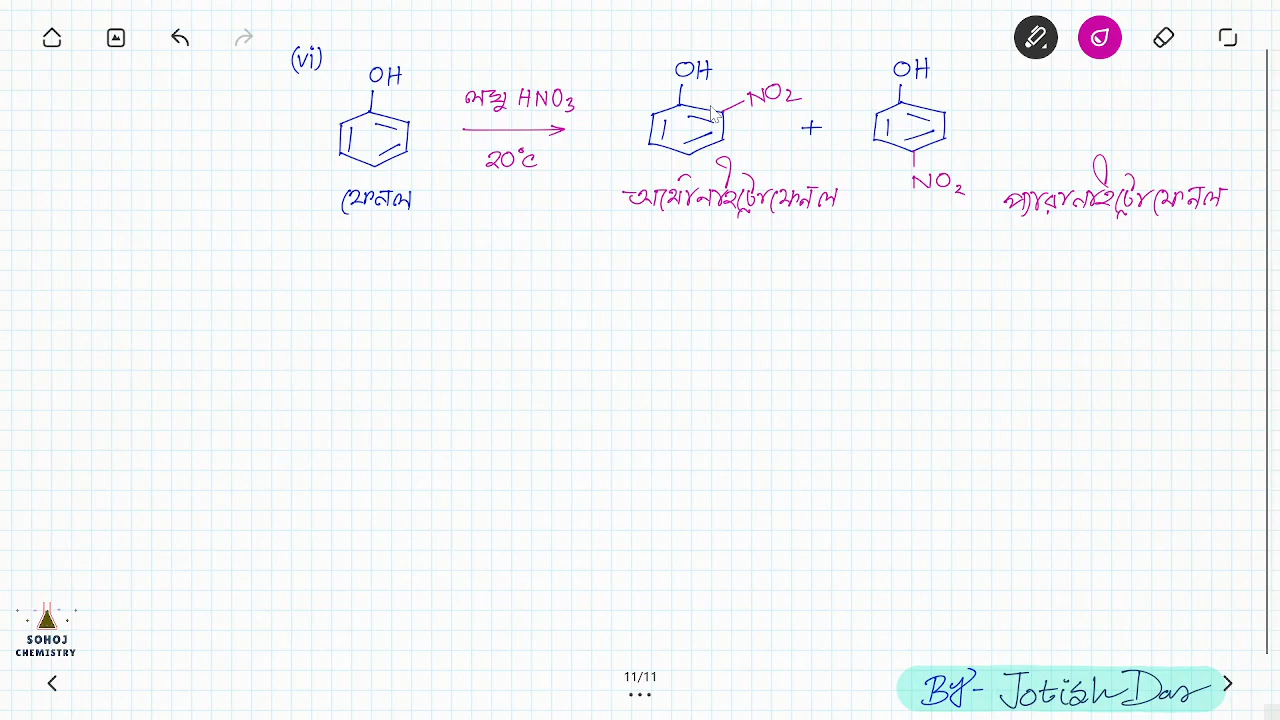 (vi)
OH
লঘু HNO3
20°C
ফেনল
OH
NO2
অর্থোনাইট্রোফেনল
+
OH
NO2
প্যারানাইট্রোফেনল
SOHOJ
CHEMISTRY
11/11
BY- Jotish Das